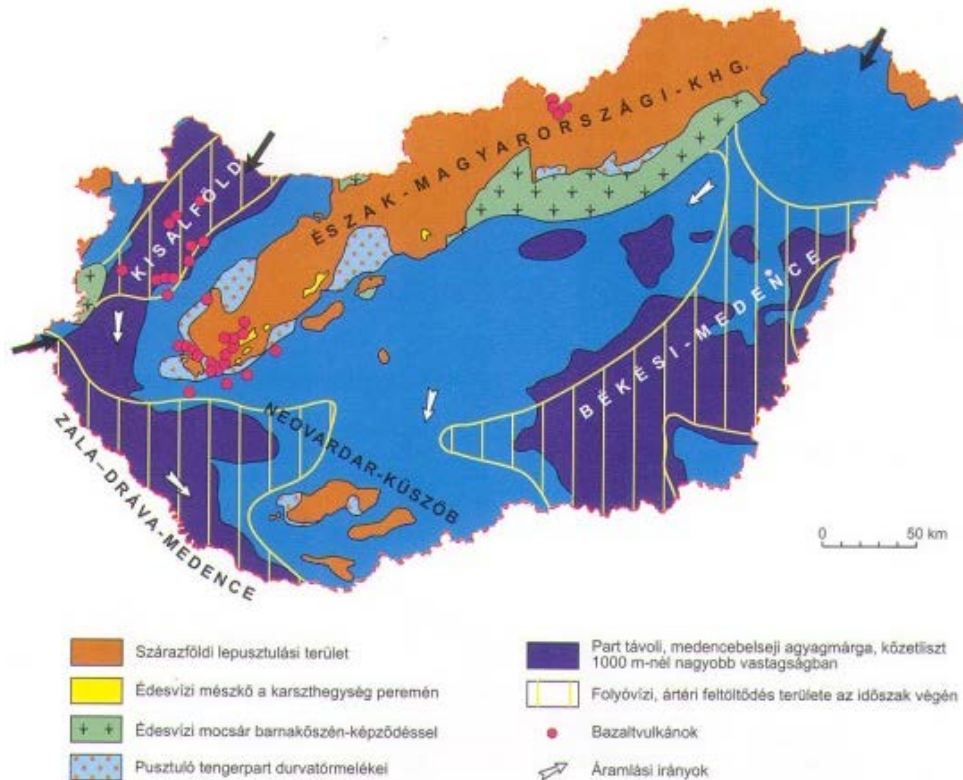 ÉSZAK-MAGYARORSZÁGI-KHG.
KISALFÖLD
BÉKÉSI-MEDENCE
NEOVARDAR-KÜSZÖB
ZALA-DRÁVA-MEDENCE
0 50 km
Szárazföldi lepusztulási terület
Édesvízi mészkő a karszthegység peremén
Édesvízi mocsár barnakőszén-képződéssel
Pusztuló tengerpart durvatörmelékei
Part távoli, medencebelseji agyagmárga, kőzetliszt
1000 m-nél nagyobb vastagságban
Folyóvízi, ártéri feltöltődés területe az időszak végén
Bazaltvulkánok
Áramlási irányok